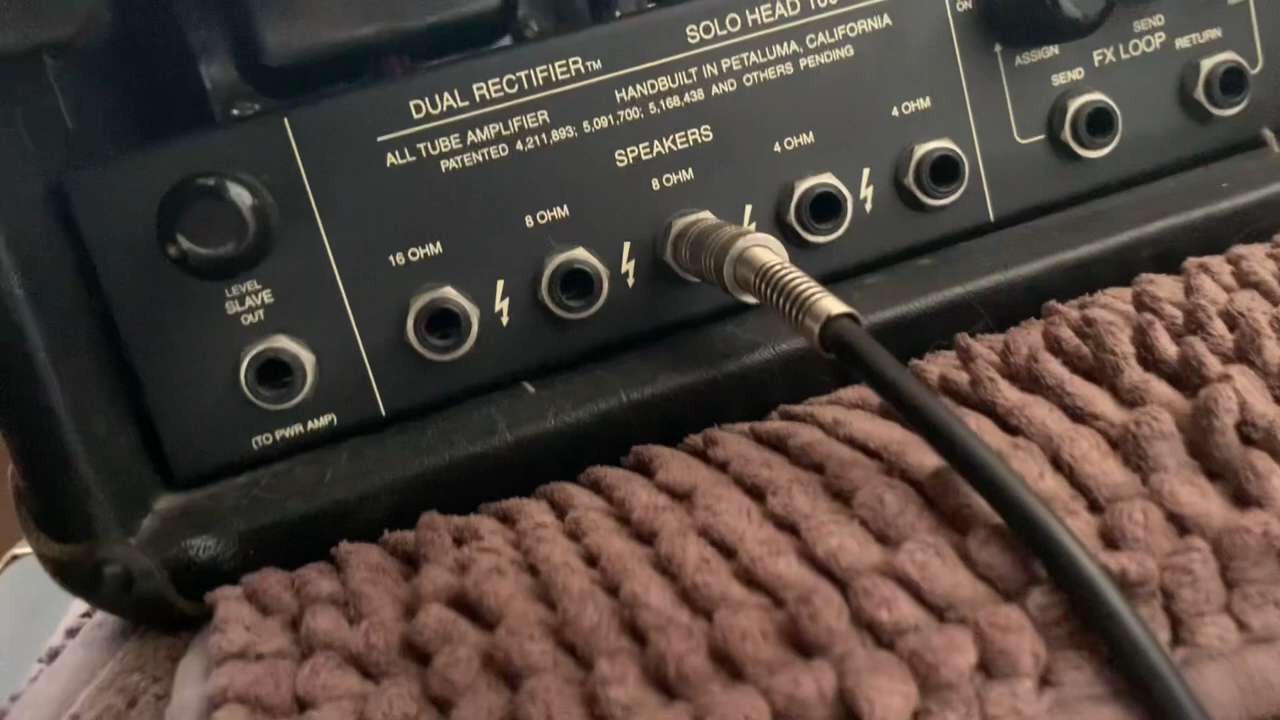 DUAL RECTIFIER™
SOLO HEAD
ALL TUBE AMPLIFIER
HANDBUILT IN PETALUMA, CALIFORNIA
PATENTED 4,211,893; 5,091,700; 5,168,438 AND OTHERS PENDING
SPEAKERS
16 OHM
8 OHM
8 OHM
4 OHM
4 OHM
LEVEL
SLAVE
OUT
(TO PWR AMP)
ON
ASSIGN
SEND
FX LOOP
SEND
RETURN